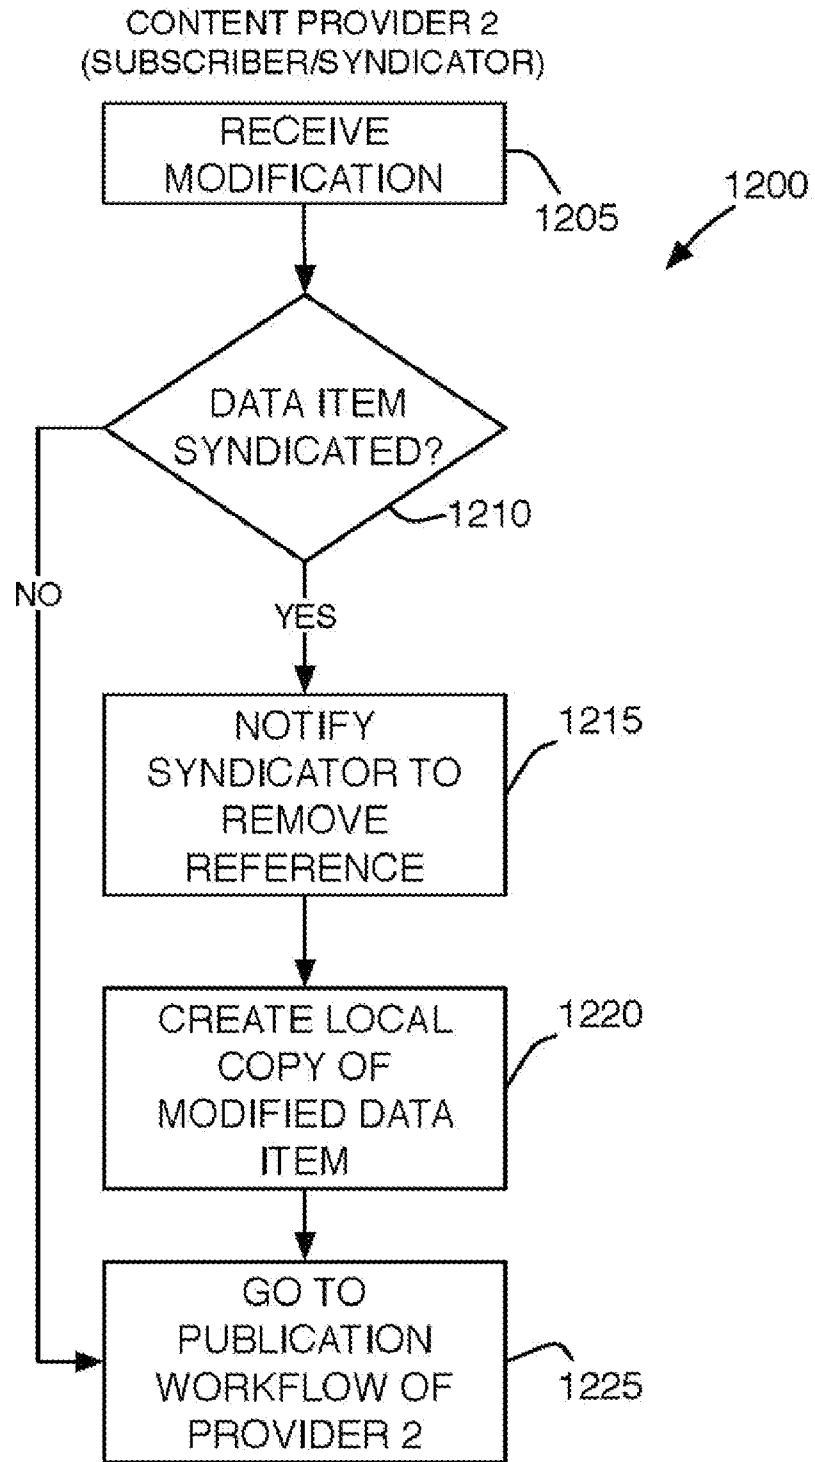 CONTENT PROVIDER 2
(SUBSCRIBER/SYNDICATOR)
RECEIVE
MODIFICATION
1205
1200
DATA ITEM
SYNDICATED?
1210
NO
YES
NOTIFY
SYNDICATOR TO
REMOVE
REFERENCE
1215
CREATE LOCAL
COPY OF
MODIFIED DATA
ITEM
1220
GO TO
PUBLICATION
WORKFLOW OF
PROVIDER 2
1225